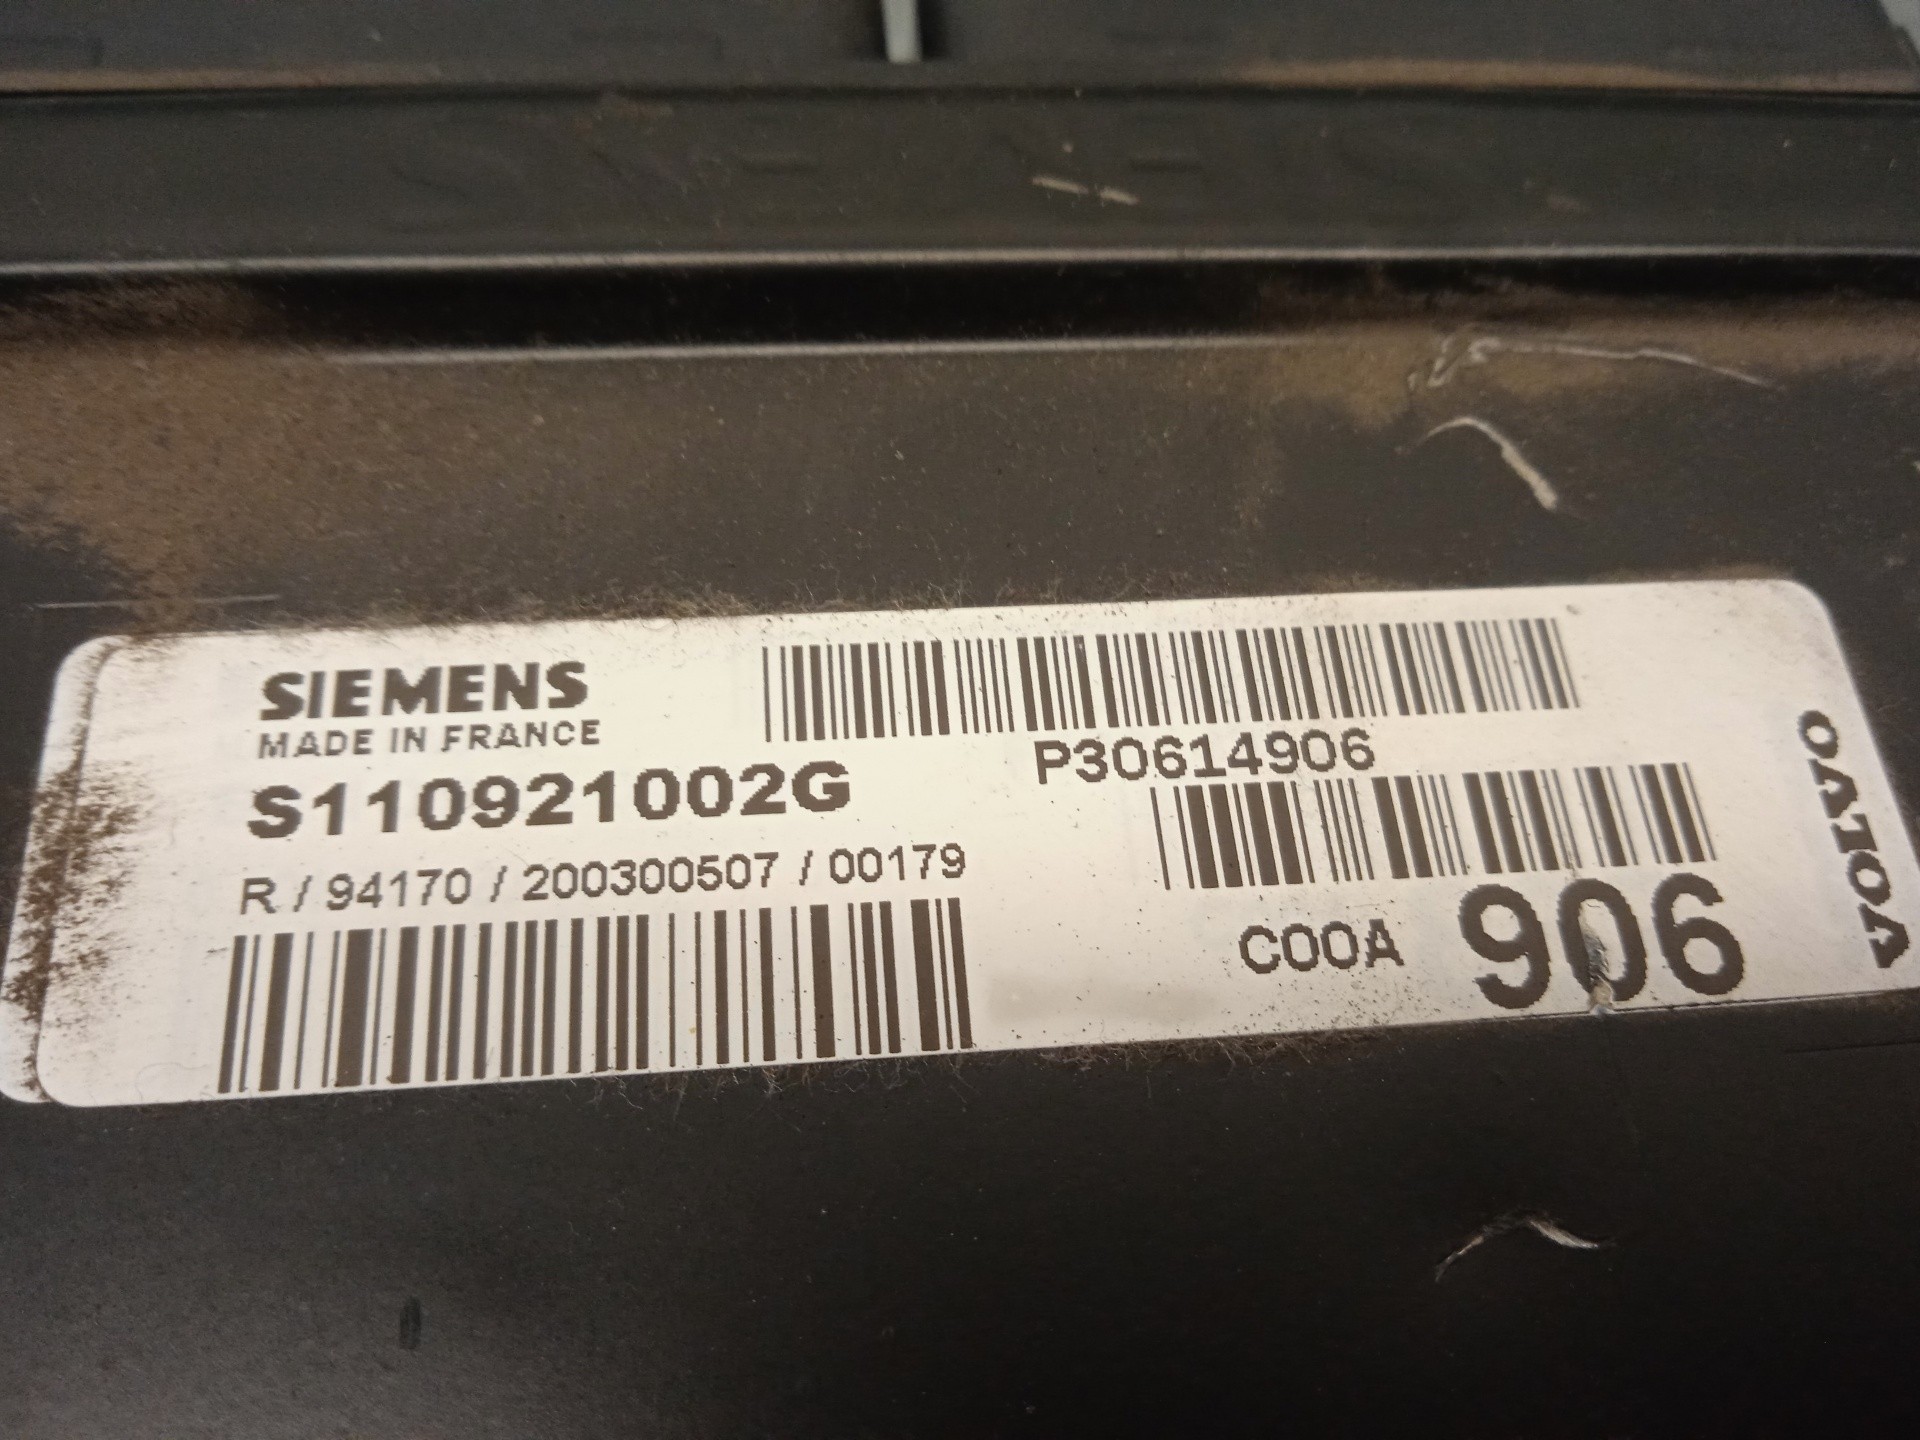 SIEMENS
MADE IN FRANCE
S110921002G
R / 94170 / 200300507 / 00179
P30614906
C00A 906
VOLVO